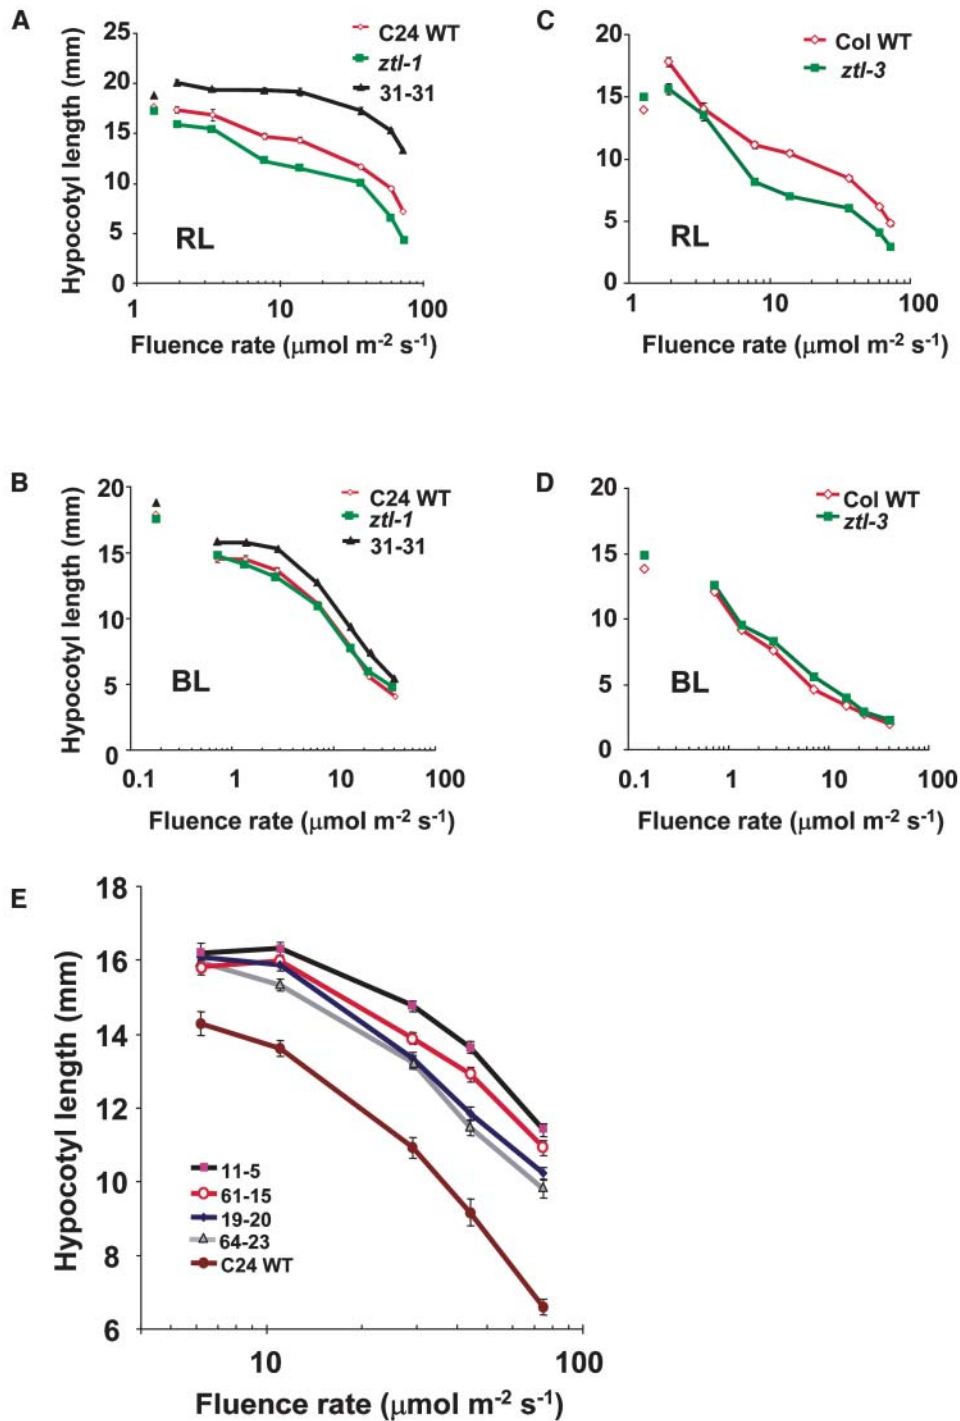 A
Hypocotyl length (mm)
25
20
15
10
5
0
C24 WT
ztl-1
31-31
RL
1
10
100
Fluence rate (μmol m-2 s-1)
C
20
15
10
5
0
Col WT
ztl-3
RL
1
10
100
Fluence rate (μmol m-2 s-1)
B
Hypocotyl length (mm)
20
15
10
5
0
C24 WT
ztl-1
31-31
BL
0.1
1
10
100
Fluence rate (μmol m-2 s-1)
D
20
15
10
5
0
Col WT
ztl-3
BL
0.1
1
10
100
Fluence rate (μmol m-2 s-1)
E
Hypocotyl length (mm)
18
16
14
12
10
8
6
11-5
61-15
19-20
64-23
C24 WT
10
100
Fluence rate (μmol m-2 s-1)